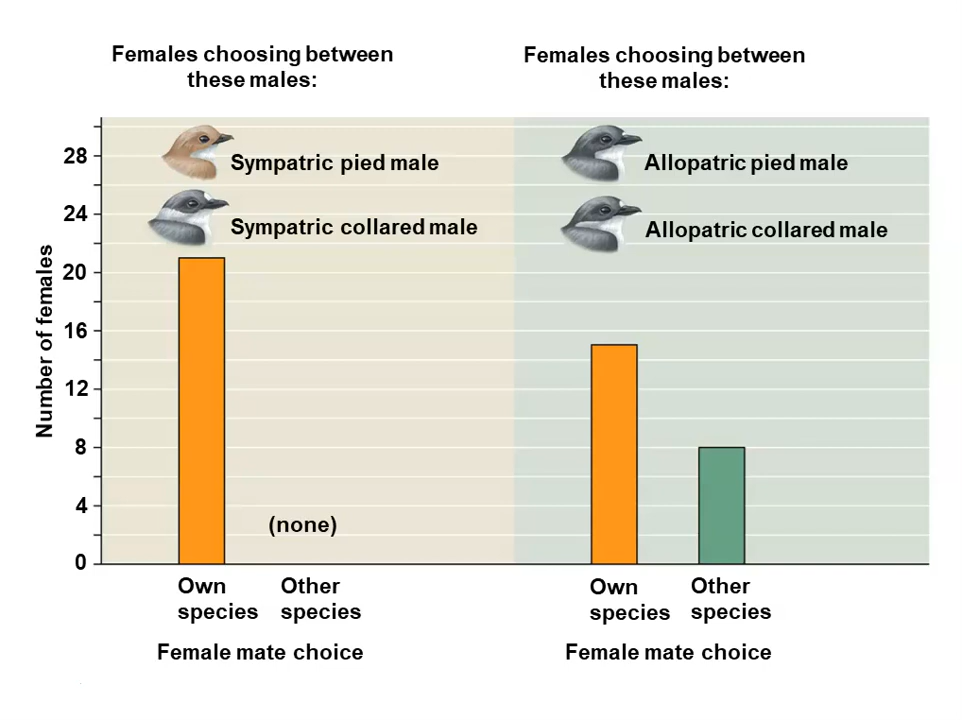 Females choosing between
these males:
Females choosing between
these males:
28
24
20
16
12
8
4
0
Number of females
Sympatric pied male
Sympatric collared male
(none)
Allopatric pied male
Allopatric collared male
Own
species
Other
species
Own
species
Other
species
Female mate choice
Female mate choice